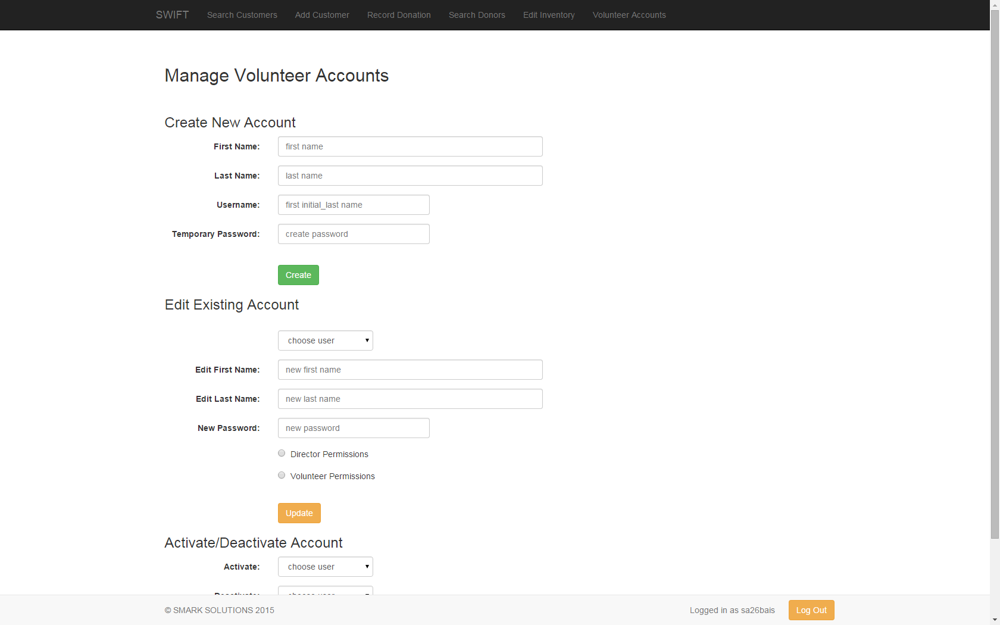 SWIFT Search Customers Add Customer Record Donation Search Donors Edit Inventory Volunteer Accounts
Manage Volunteer Accounts
Create New Account
First Name: first name
Last Name: last name
Username: first initial_last name
Temporary Password: create password
Create
Edit Existing Account
choose user
Edit First Name: new first name
Edit Last Name: new last name
New Password: new password
Director Permissions
Volunteer Permissions
Update
Activate/Deactivate Account
Activate: choose user
Deactivate: choose user
© SMARK SOLUTIONS 2015 Logged in as sa26bais Log Out